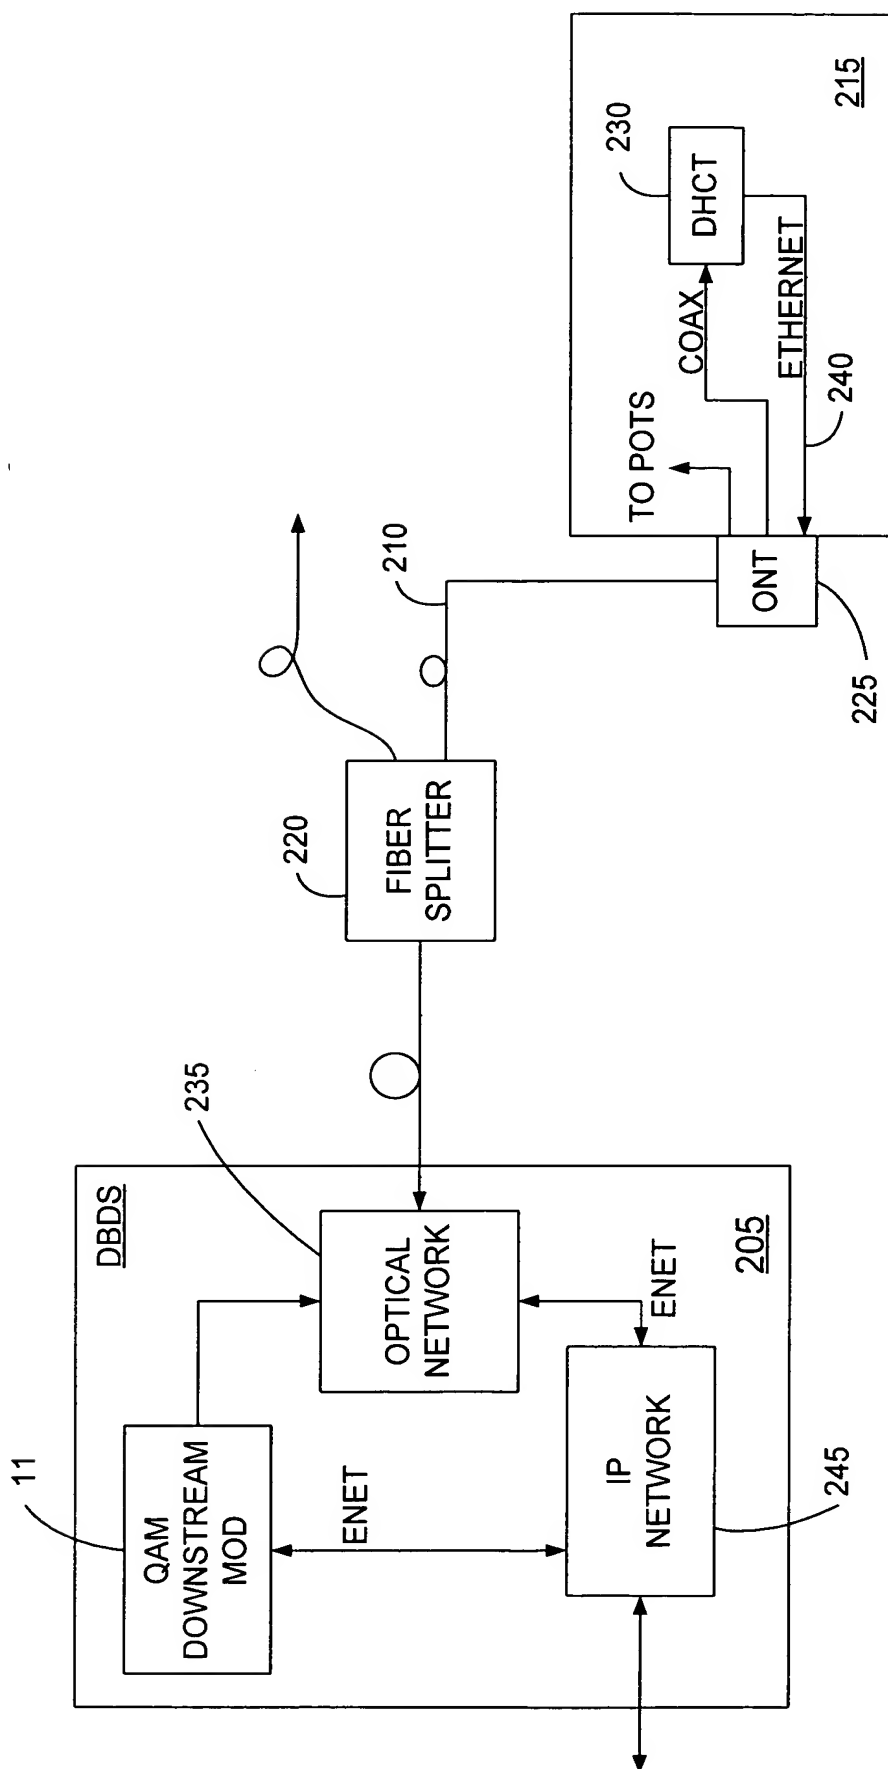 DBDS
11
QAM
DOWNSTREAM
MOD
235
OPTICAL
NETWORK
ENET
ENET
IP
NETWORK
245
205
220
FIBER
SPLITTER
210
TO POTS
COAX
DHCT
230
ETHERNET
240
ONT
225
215